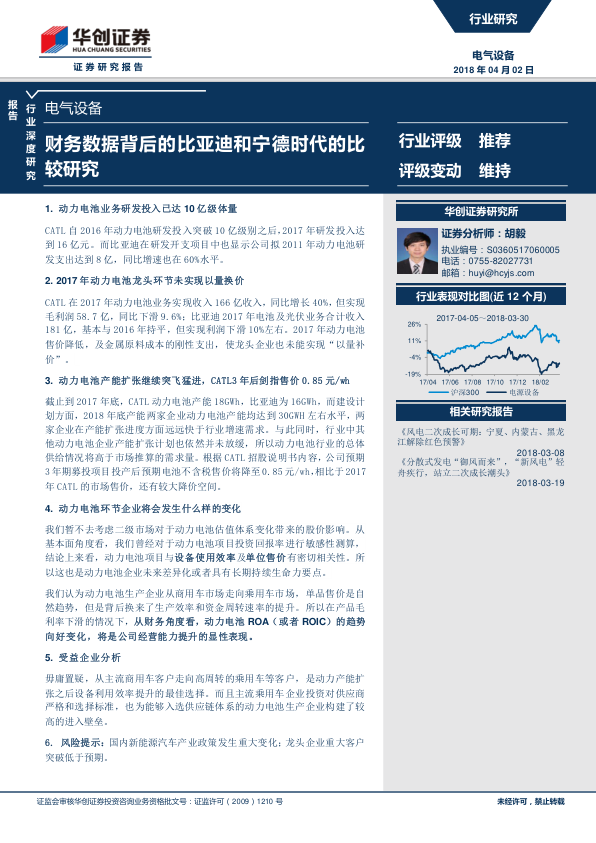 华创证券
HUA CHUANG SECURITIES
证券研究报告
行业研究
电气设备
2018 年 04 月 02 日
报告
行业深度研究
电气设备
财务数据背后的比亚迪和宁德时代的比
较研究
行业评级 推荐
评级变动 维持
1. 动力电池业务研发投入已达 10 亿级体量
CATL 自 2016 年动力电池研发投入突破 10 亿级别之后，2017 年研发投入达
到 16 亿元。而比亚迪在研发开支项目中也显示公司拟 2011 年动力电池研
发支出达到 8 亿，同比增速也在 60%水平。
2. 2017 年动力电池龙头环节未实现以量换价
CATL 在 2017 年动力电池业务实现收入 166 亿收入，同比增长 40%，但实现
毛利润 58.7 亿，同比下滑 9.6%；比亚迪 2017 年电池及光伏业务合计收入
181 亿，基本与 2016 年持平，但实现利润下滑 10%左右。2017 年动力电池
售价降低，及金属原料成本的刚性支出，使龙头企业也未能实现“以量补
价”。
3. 动力电池产能扩张继续突飞猛进，CATL3 年后剑指售价 0.85 元/wh
截止到 2017 年底，CATL 动力电池产能 18GWh，比亚迪为 16GWh，而建设计
划方面，2018 年底产能两家企业动力电池产能均达到 30GWH 左右水平，两
家企业在产能扩张进度方面远远快于行业增速需求。与此同时，行业中其
他动力电池企业产能扩张计划也依然并未放缓，所以动力电池行业的总体
供给情况将高于市场推算的需求量。根据 CATL 招股说明书内容，公司预期
3 年期募投项目投产后预期电池不含税售价将降至 0.85 元/wh，相比于 2017
年 CATL 的市场售价，还有较大降价空间。
4. 动力电池环节企业将会发生什么样的变化
我们暂不去考虑二级市场对于动力电池估值体系变化带来的股价影响。从
基本面角度看，我们曾经对于动力电池项目投资回报率进行敏感性测算，
结论上来看，动力电池项目与设备使用效率及单位售价有密切相关性。所
以这也是动力电池企业未来差异化或者具有长期持续生命力要点。
我们认为动力电池生产企业从商用车市场走向乘用车市场，单品售价是自
然趋势，但是背后换来了生产效率和资金周转速率的提升。所以在产品毛
利率下滑的情况下，从财务角度看，动力电池 ROA（或者 ROIC）的趋势
向好变化，将是公司经营能力提升的显性表现。
5. 受益企业分析
毋庸置疑，从主流商用车客户走向高周转的乘用车等客户，是动力产能扩
张之后设备利用效率提升的最佳选择。而且主流乘用车企业投资对供应商
严格和选择标准，也为能够入选供应链体系的动力电池生产企业构建了较
高的进入壁垒。
6. 风险提示：国内新能源汽车产业政策发生重大变化；龙头企业重大客户
突破低于预期。
华创证券研究所
证券分析师：胡毅
执业编号：S0360517060005
电话：0755-82027731
邮箱：huyi@hcyjs.com
行业表现对比图(近 12 个月)
2017-04-05～2018-03-30
26%
11%
-4%
-19%
17/04 17/06 17/08 17/10 17/12 18/02
沪深300 电源设备
相关研究报告
《风电二次成长可期：宁夏、内蒙古、黑龙
江解除红色预警》
2018-03-08
《分散式发电“御风而来”，“新风电”轻
舟疾行，站立二次成长潮头》
2018-03-19
证监会审核华创证券投资咨询业务资格批文号：证监许可（2009）1210 号
未经许可，禁止转载